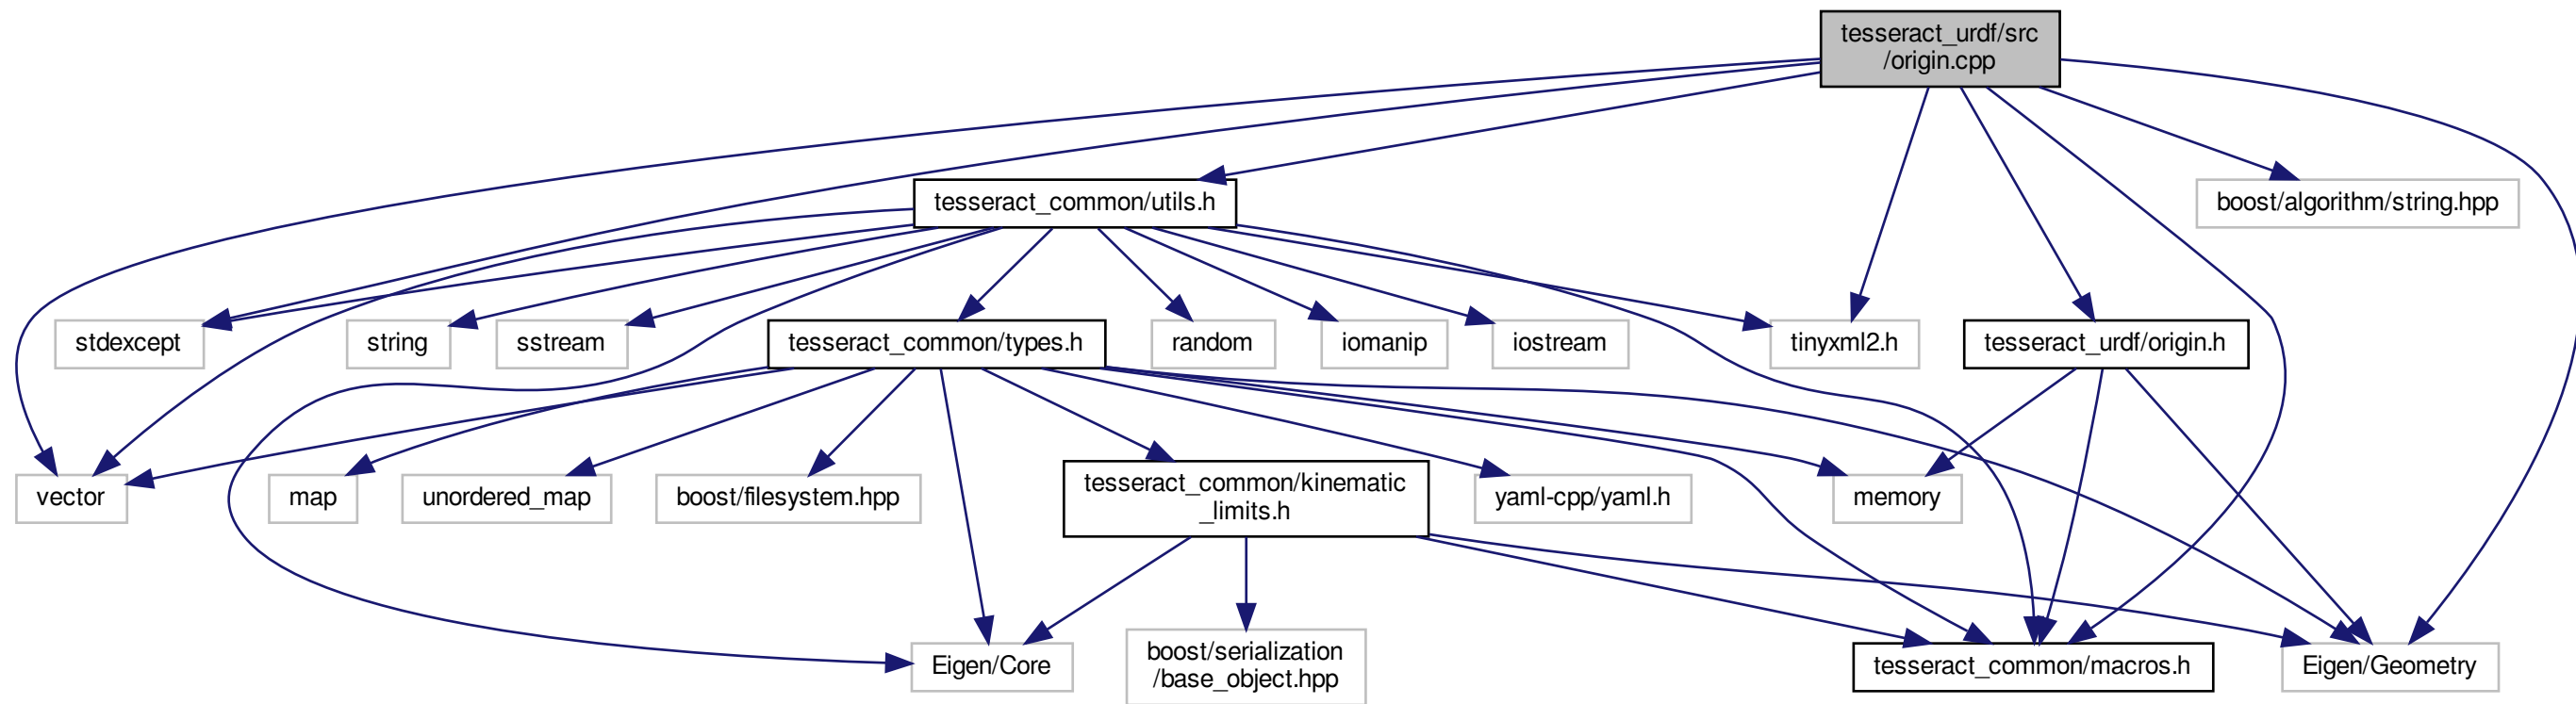 tesseract_urdf/src
/origin.cpp
tesseract_common/utils.h
boost/algorithm/string.hpp
stdexcept
string
sstream
tesseract_common/types.h
random
iomanip
iostream
tinyxml2.h
tesseract_urdf/origin.h
vector
map
unordered_map
boost/filesystem.hpp
tesseract_common/kinematic
_limits.h
yaml-cpp/yaml.h
memory
Eigen/Core
boost/serialization
/base_object.hpp
tesseract_common/macros.h
Eigen/Geometry